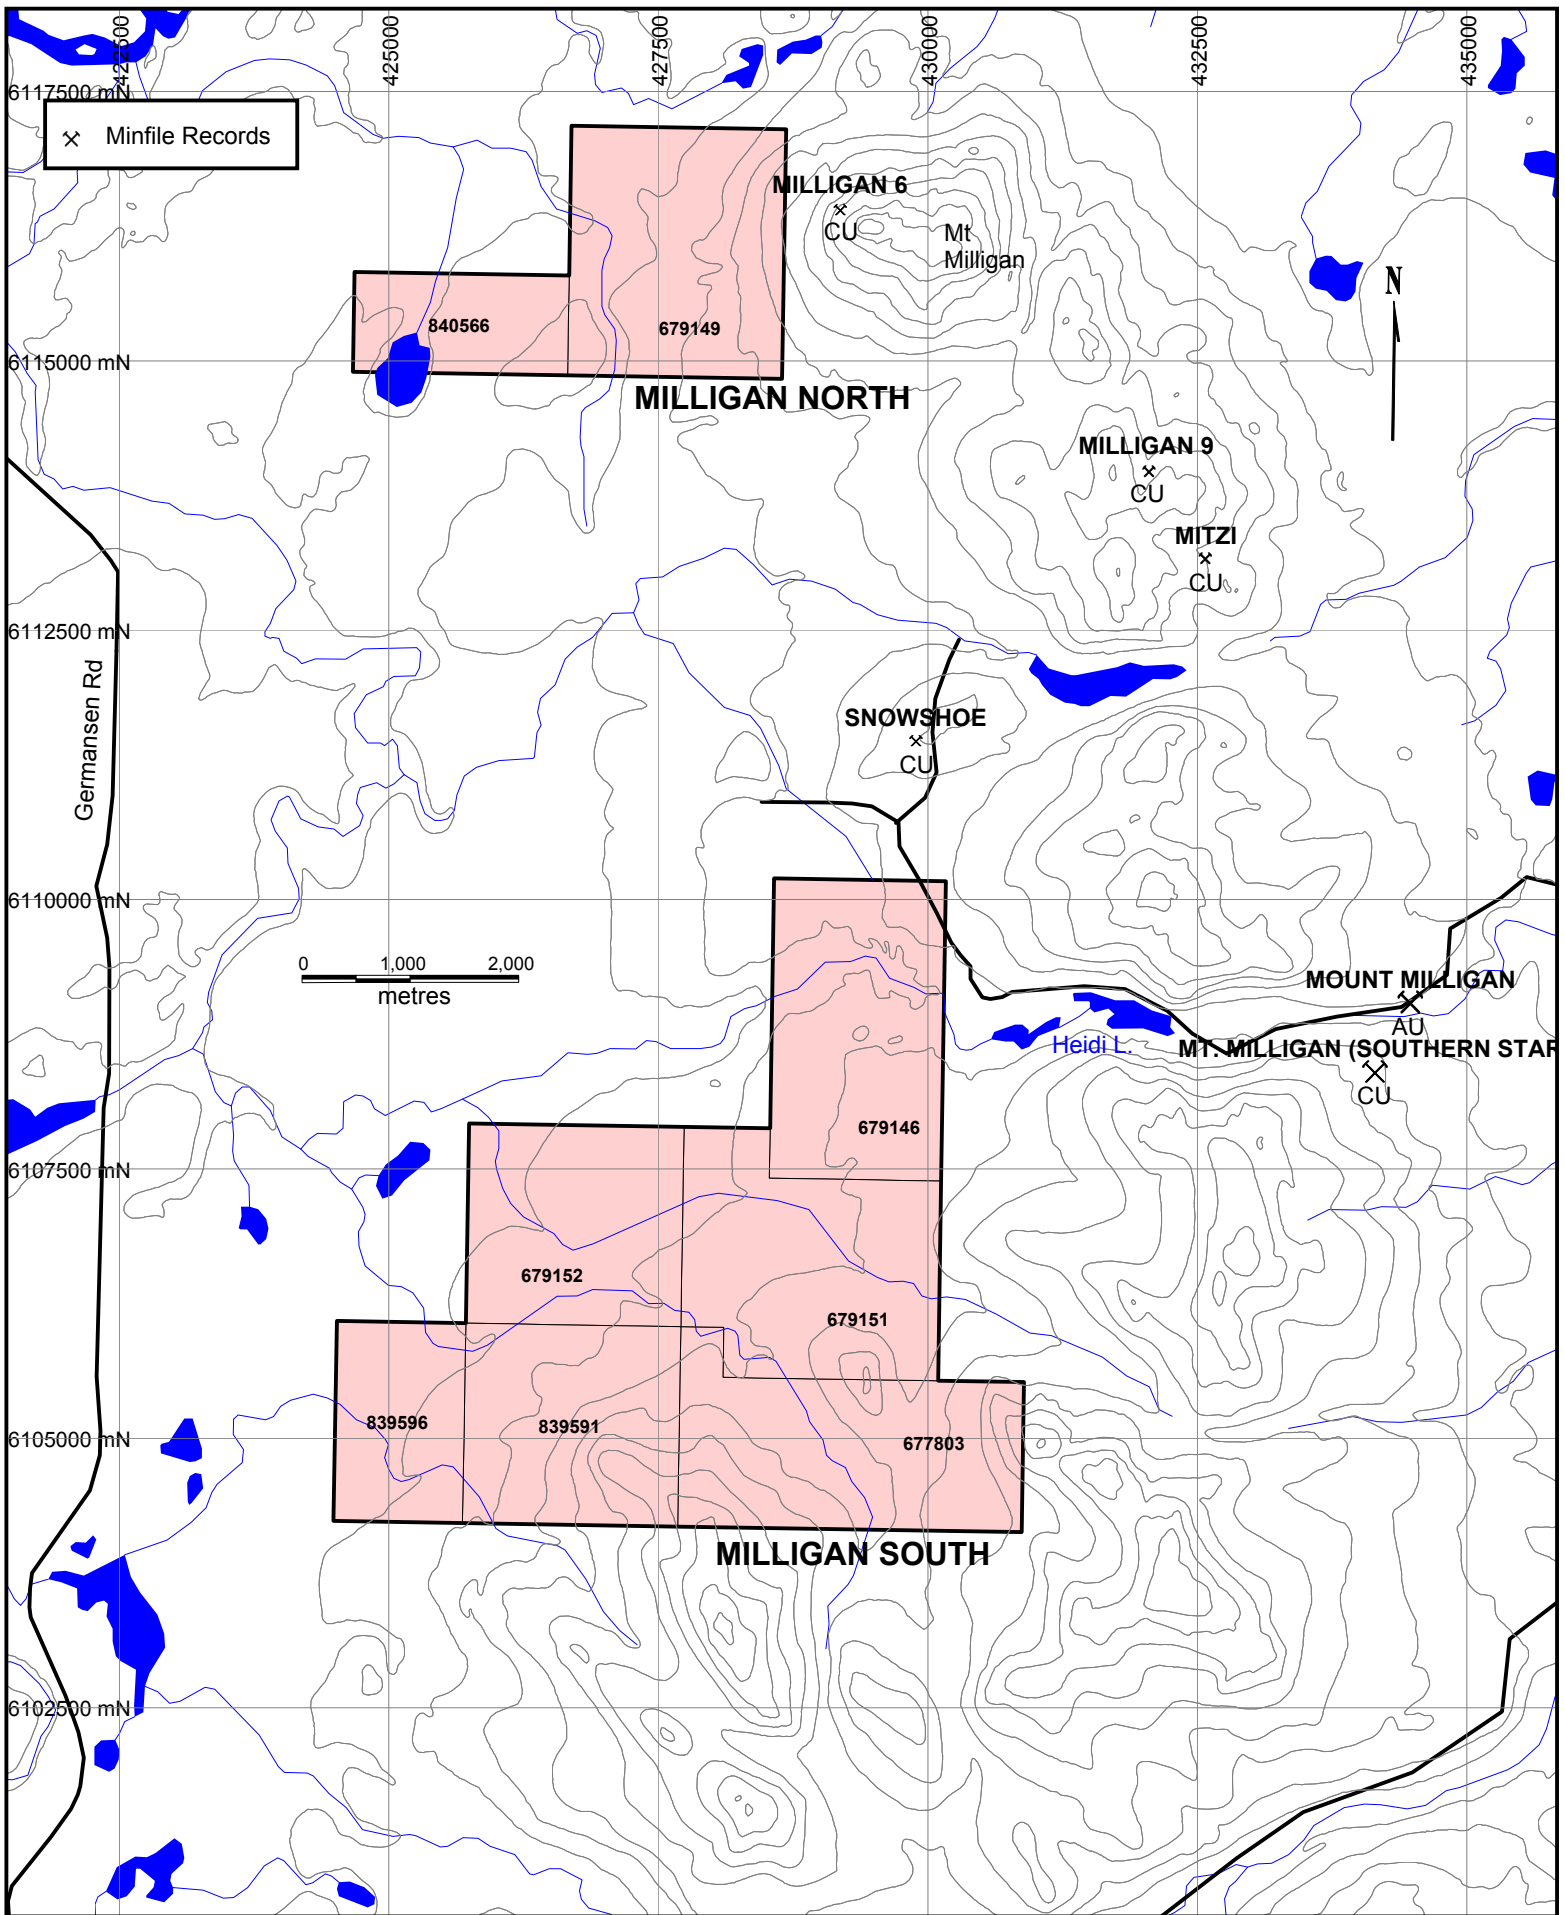 422500
425000
427500
430000
432500
435000
6117500 mN
Minfile Records
MILLIGAN 6
CU
Mt
Milligan
N
840566
679149
6115000 mN
MILLIGAN NORTH
MILLIGAN 9
CU
MITZI
CU
6112500 mN
Germansen Rd
SNOWSHOE
CU
6110000 mN
0 1,000 2,000
metres
MOUNT MILLIGAN
AU
Heidi L.
MT. MILLIGAN (SOUTHERN STAR
CU
679146
6107500 mN
679152
679151
839596
839591
677803
6105000 mN
MILLIGAN SOUTH
6102500 mN